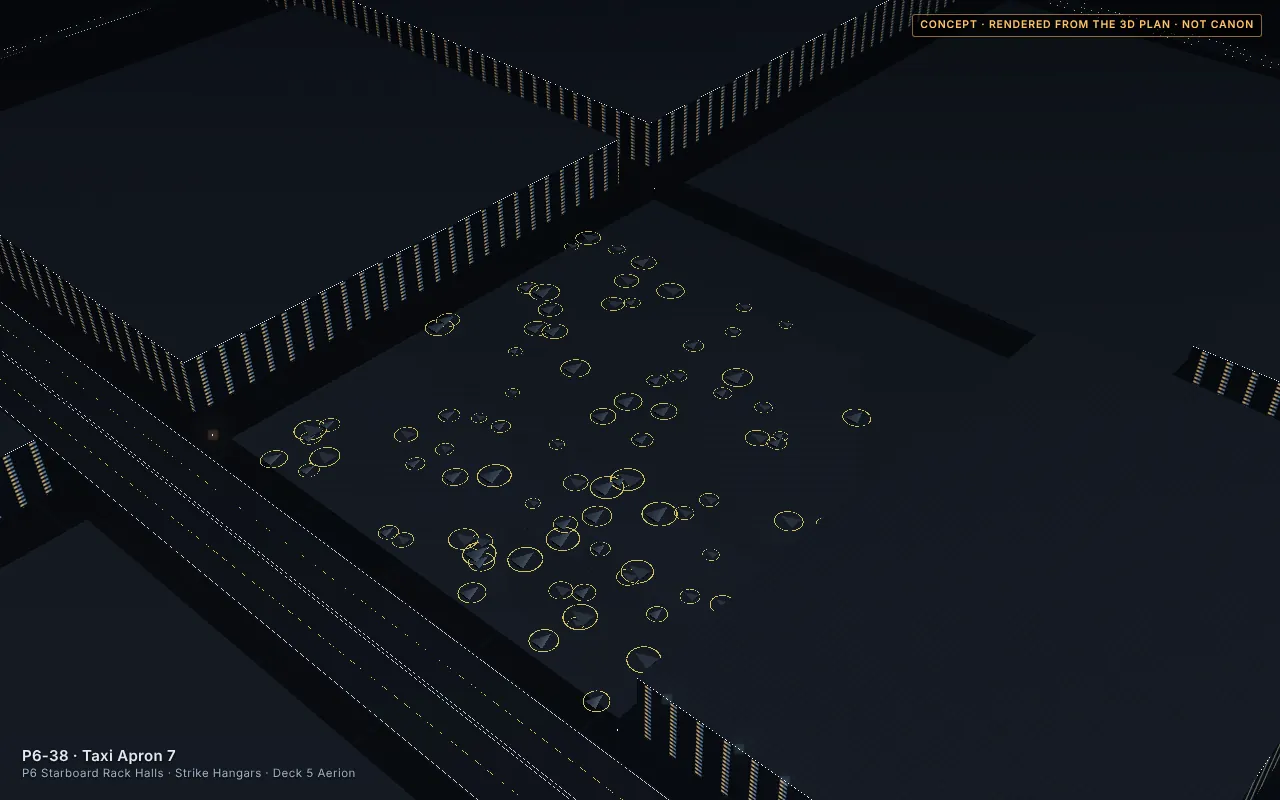 CONCEPT · RENDERED FROM THE 3D PLAN · NOT CANON
P6-38 · Taxi Apron 7
P6 Starboard Rack Halls · Strike Hangars · Deck 5 Aerion